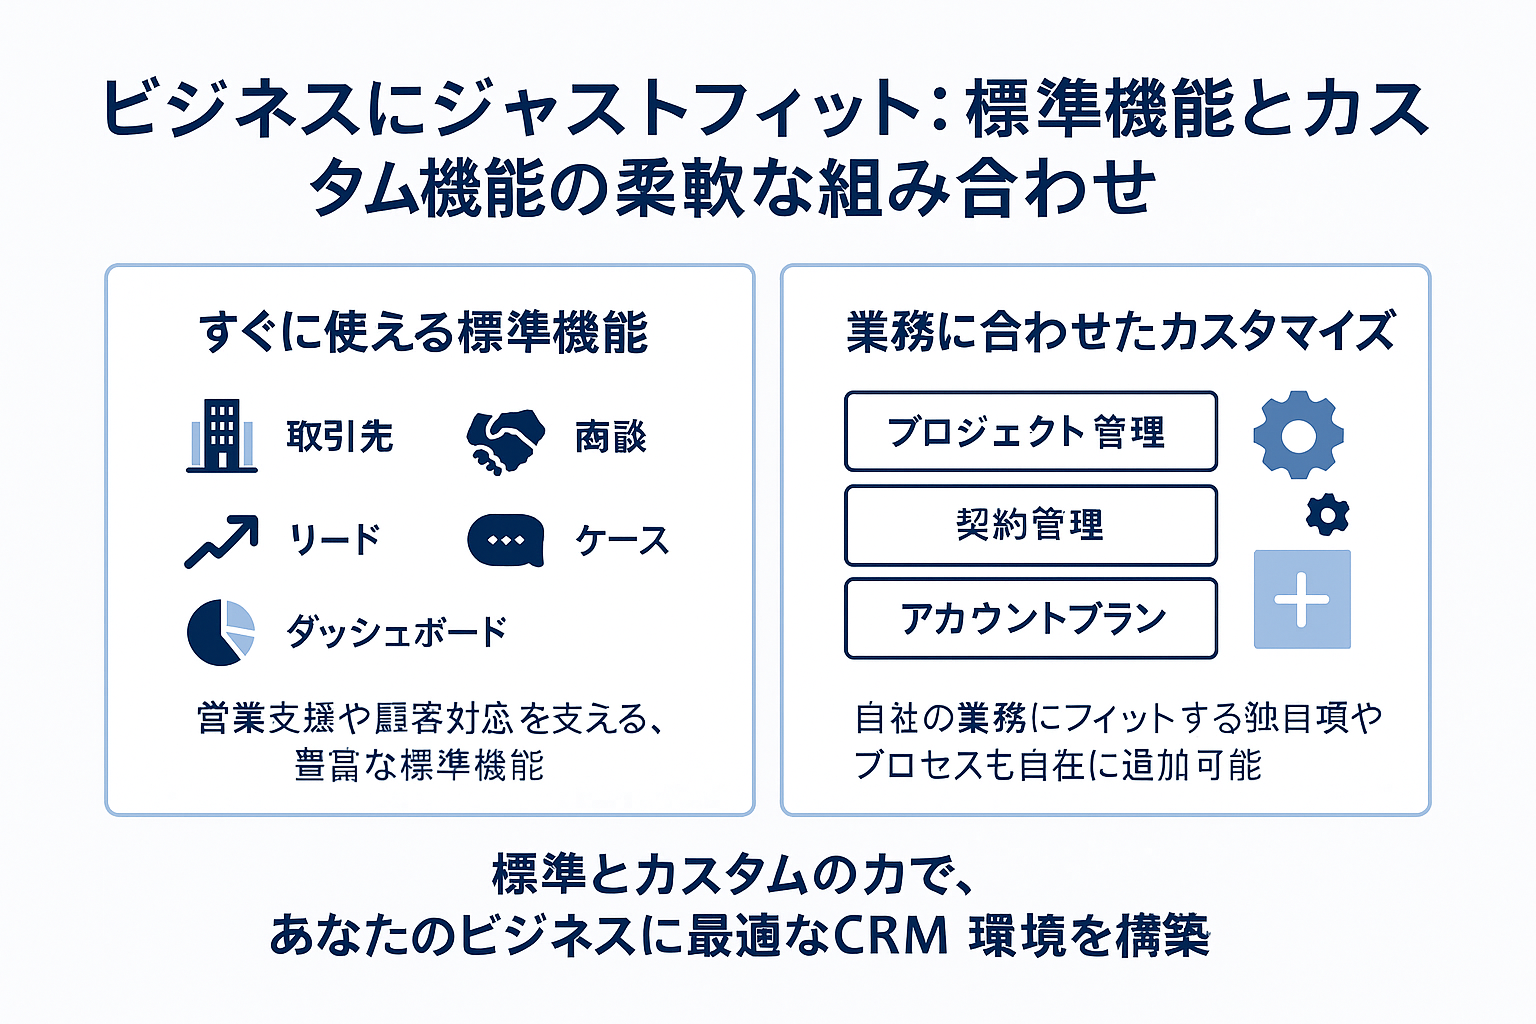 ビジネスにジャストフィット：標準機能とカス
タム機能の柔軟な組み合わせ
すぐに使える標準機能
取引先
商談
リード
ケース
ダッシェボード
営業支援や顧客対応を支える、
豊富な標準機能
業務に合わせたカスタマイズ
プロジェクト管理
契約管理
アカウントブラン
自社の業務にフィットする独目項や
プロセスも自在に追加可能
標準とカスタムの力で、
あなたのビジネスに最適なCRM 環境を構築